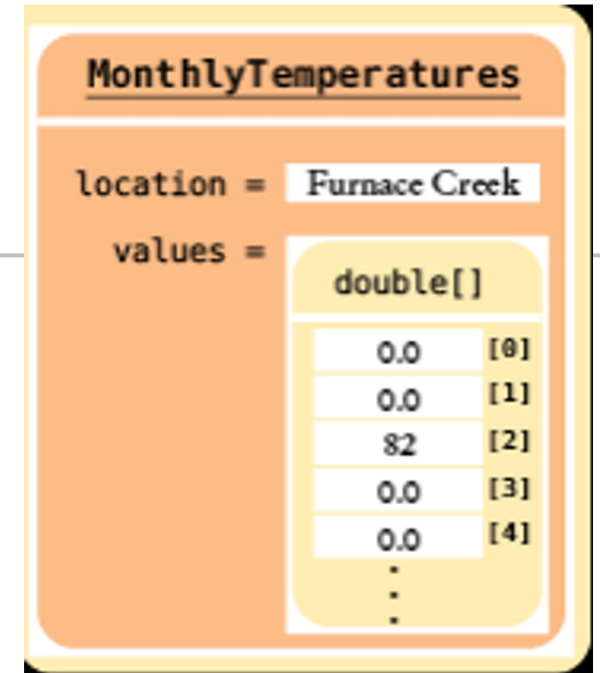 MonthlyTemperatures
location = Furnace Creek
values =
double[]
0.0 [0]
0.0 [1]
82 [2]
0.0 [3]
0.0 [4]